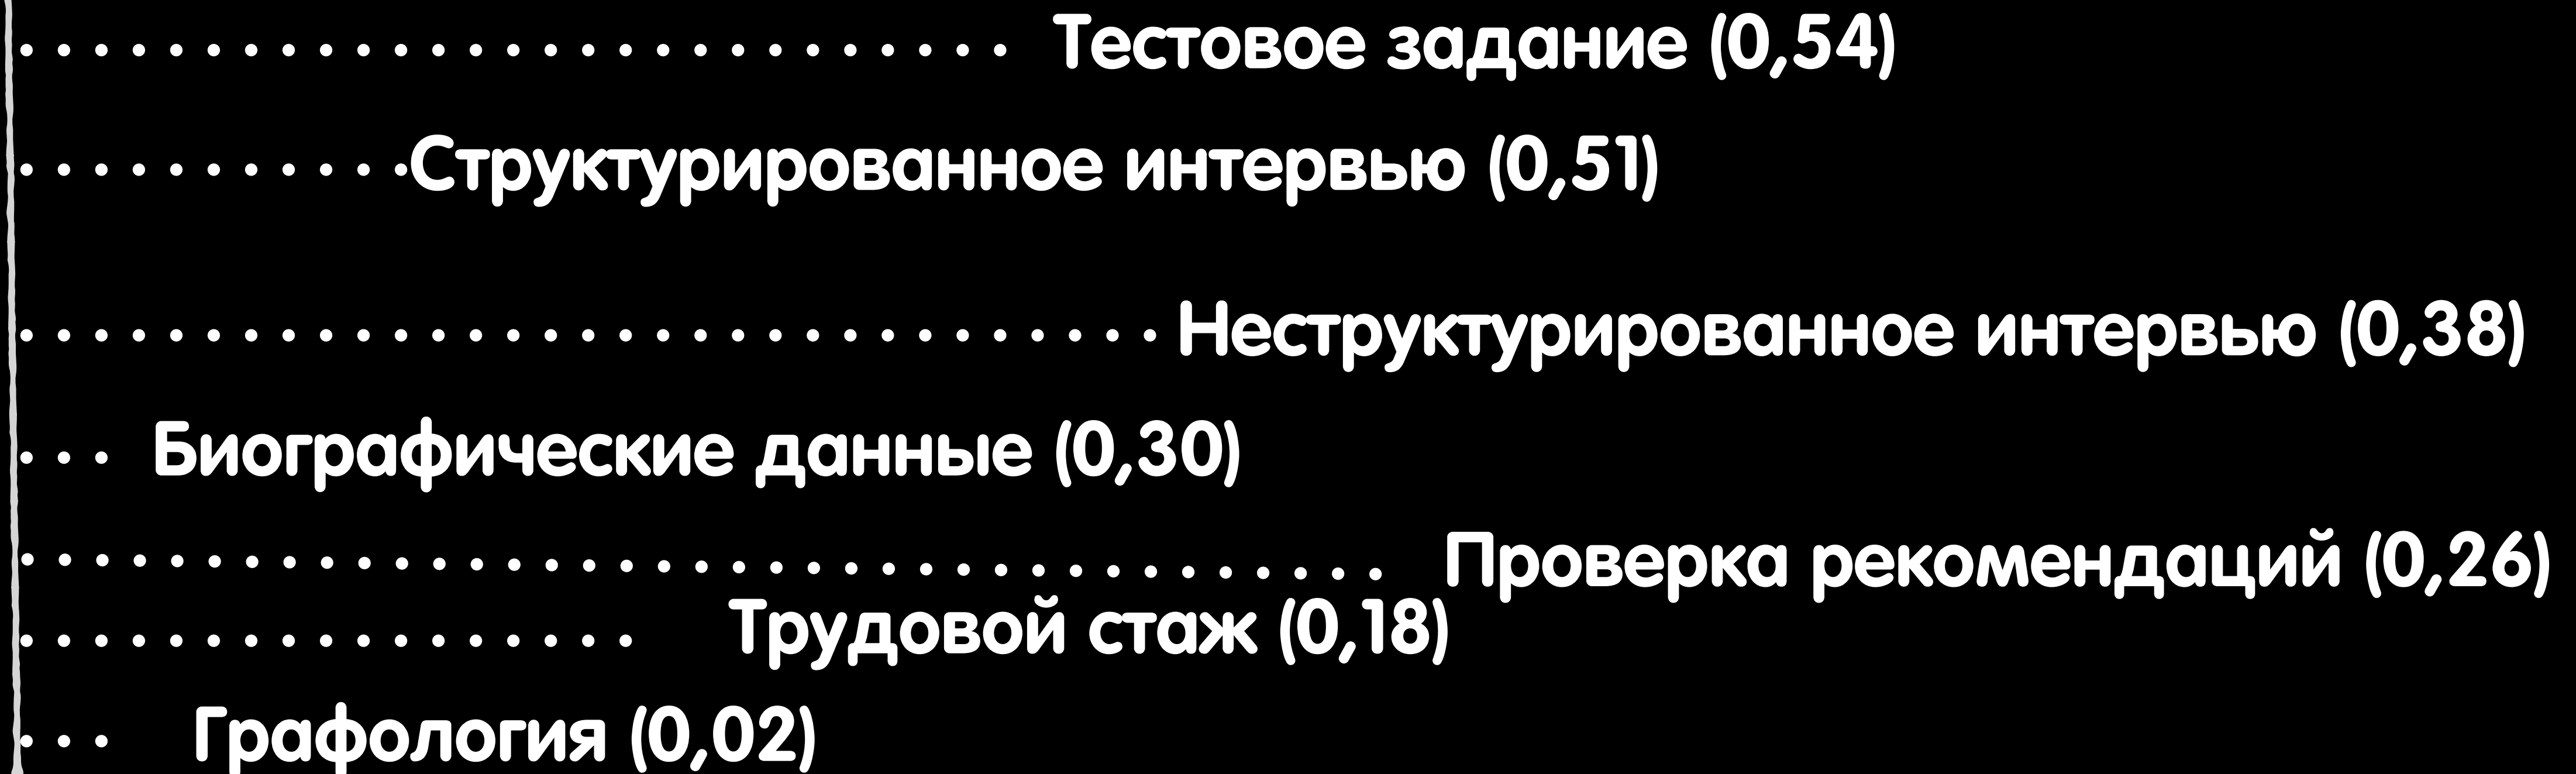 Тестовое задание (0,54)
Структурированное интервью (0,51)
Неструктурированное интервью (0,38)
Биографические данные (0,30)
Проверка рекомендаций (0,26)
Трудовой стаж (0,18)
Графология (0,02)